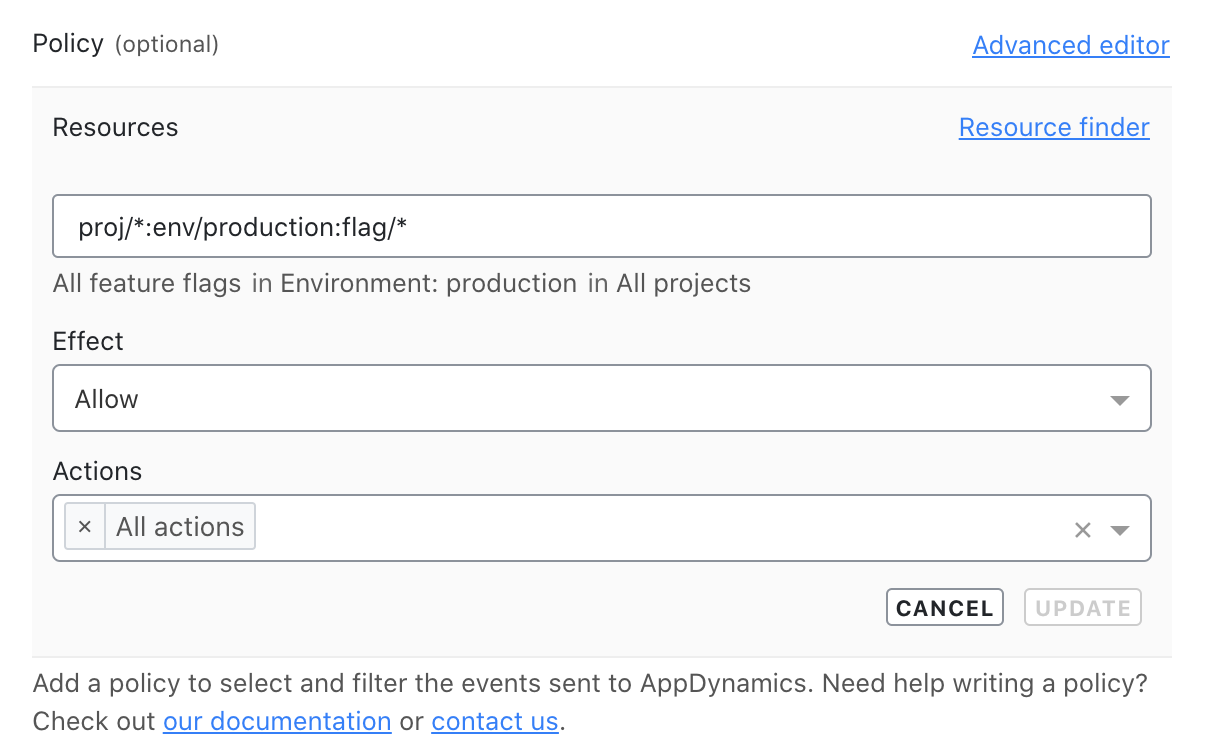 Policy (optional)
Advanced editor
Resources
Resource finder
proj/*:env/production:flag/*
All feature flags in Environment: production in All projects
Effect
Allow
Actions
× All actions
CANCEL
UPDATE
Add a policy to select and filter the events sent to AppDynamics. Need help writing a policy?
Check out our documentation or contact us.